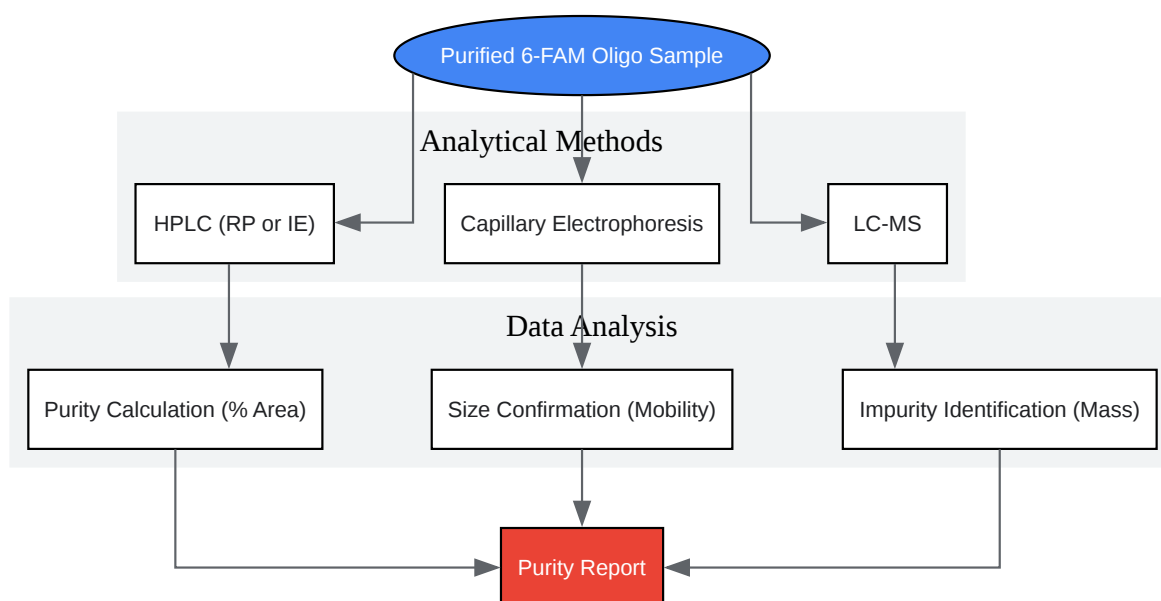 Purified 6-FAM Oligo Sample
Analytical Methods
HPLC (RP or IE)
Capillary Electrophoresis
LC-MS
Data Analysis
Purity Calculation (% Area)
Size Confirmation (Mobility)
Impurity Identification (Mass)
Purity Report